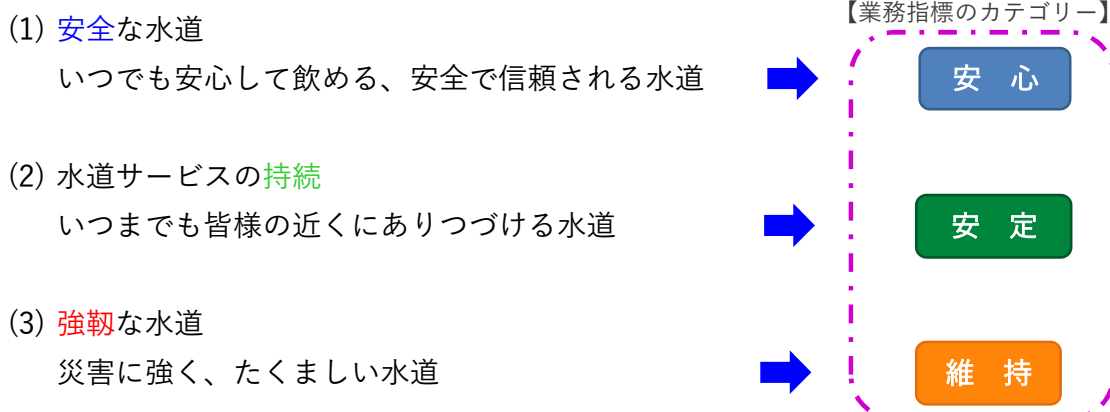 【業務指標のカテゴリー】
(1) 安全な水道
いつでも安心して飲める、安全で信頼される水道
安 心
(2) 水道サービスの持続
いつまでも皆様の近くにありつづける水道
安 定
(3) 強靱な水道
災害に強く、たくましい水道
維 持